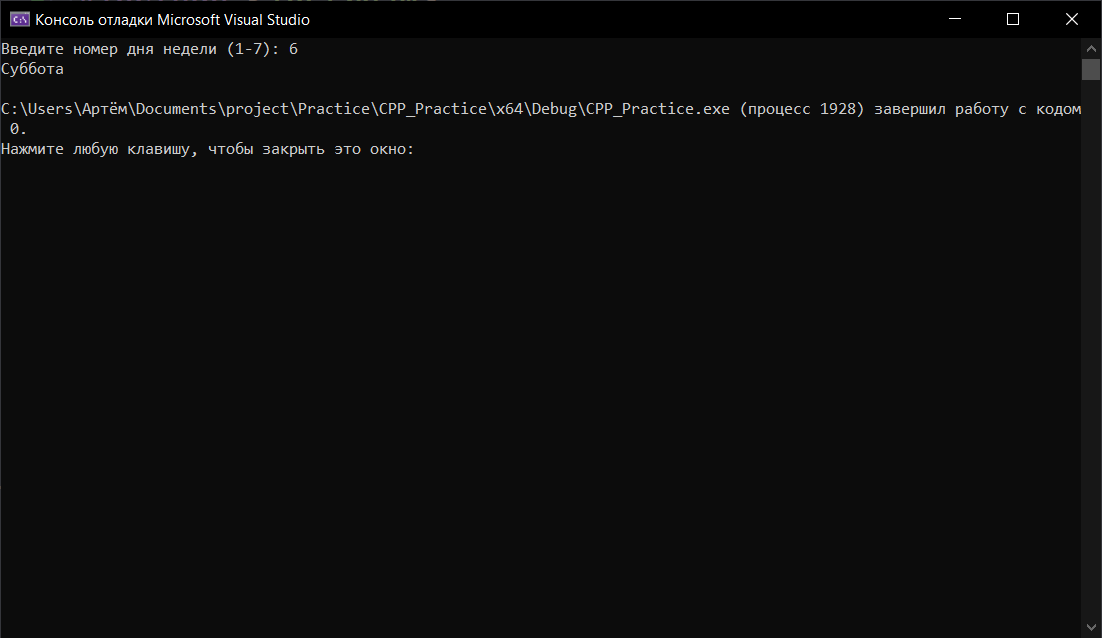 Консоль отладки Microsoft Visual Studio
Введите номер дня недели (1-7): 6
Суббота
C:\Users\Артём\Documents\project\Practice\CPP_Practice\x64\Debug\CPP_Practice.exe (процесс 1928) завершил работу с кодом
0.
Нажмите любую клавишу, чтобы закрыть это окно: